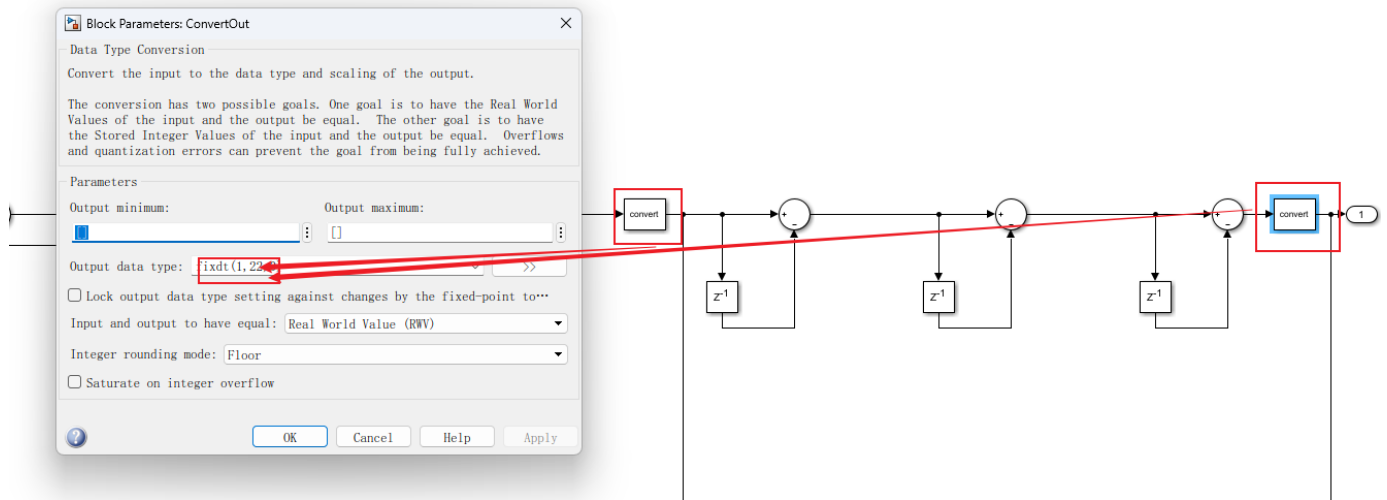 Block Parameters: ConvertOut
Data Type Conversion
Convert the input to the data type and scaling of the output.
The conversion has two possible goals. One goal is to have the Real World
Values of the input and the output be equal.  The other goal is to have
the Stored Integer Values of the input and the output be equal.  Overflows
and quantization errors can prevent the goal from being fully achieved.
Parameters
Output minimum:
Output maximum:
[]
[]
Output data type:
>>
Lock output data type setting against changes by the fixed-point to…
Input and output to have equal: Real World Value (RWV)
Integer rounding mode: Floor
Saturate on integer overflow
OK
Cancel
Help
Apply
convert
+
-
+
-
+
-
convert
1
z-1
z-1
z-1